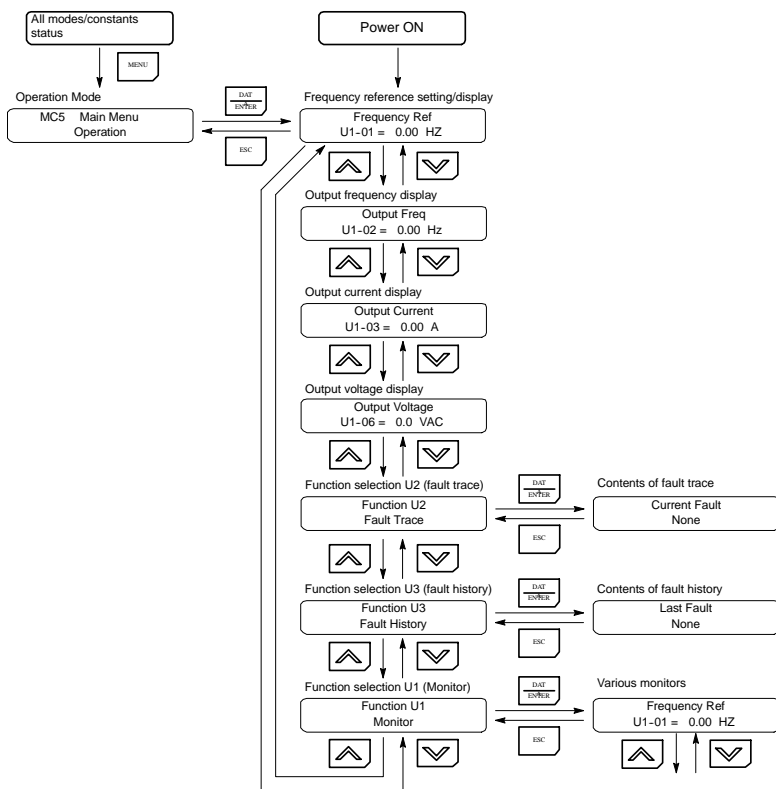 All modes/constants
status
Power ON
MENU
Operation Mode
MC5 Main Menu
Operation
DAT
ENTER
ESC
Frequency reference setting/display
Frequency Ref
U1-01 = 0.00 HZ
Output frequency display
Output Freq
U1-02 = 0.00 Hz
Output current display
Output Current
U1-03 = 0.00 A
Output voltage display
Output Voltage
U1-06 = 0.0 VAC
Function selection U2 (fault trace)
Function U2
Fault Trace
DAT
ENTER
ESC
Contents of fault trace
Current Fault
None
Function selection U3 (fault history)
Function U3
Fault History
DAT
ENTER
ESC
Contents of fault history
Last Fault
None
Function selection U1 (Monitor)
Function U1
Monitor
DAT
ENTER
ESC
Various monitors
Frequency Ref
U1-01 = 0.00 HZ